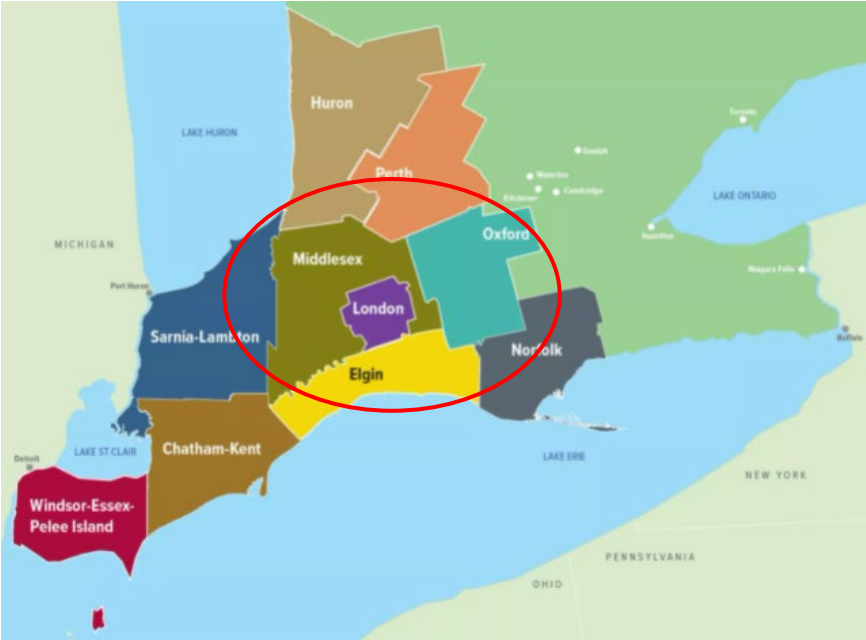 Huron
Toronto
LAKE HURON
Guelph
Perth
Waterloo
Kitchener
Cambridge
LAKE ONTARIO
Hamilton
Oxford
MICHIGAN
Middlesex
Niagara Falls
Port Huron
London
Sarnia-Lambton
Buffalo
Norfolk
Elgin
Chatham-Kent
LAKE ST CLAIR
LAKE ERIE
Detroit
NEW YORK
Windsor-Essex-
Pelee Island
PENNSYLVANIA
OHIO